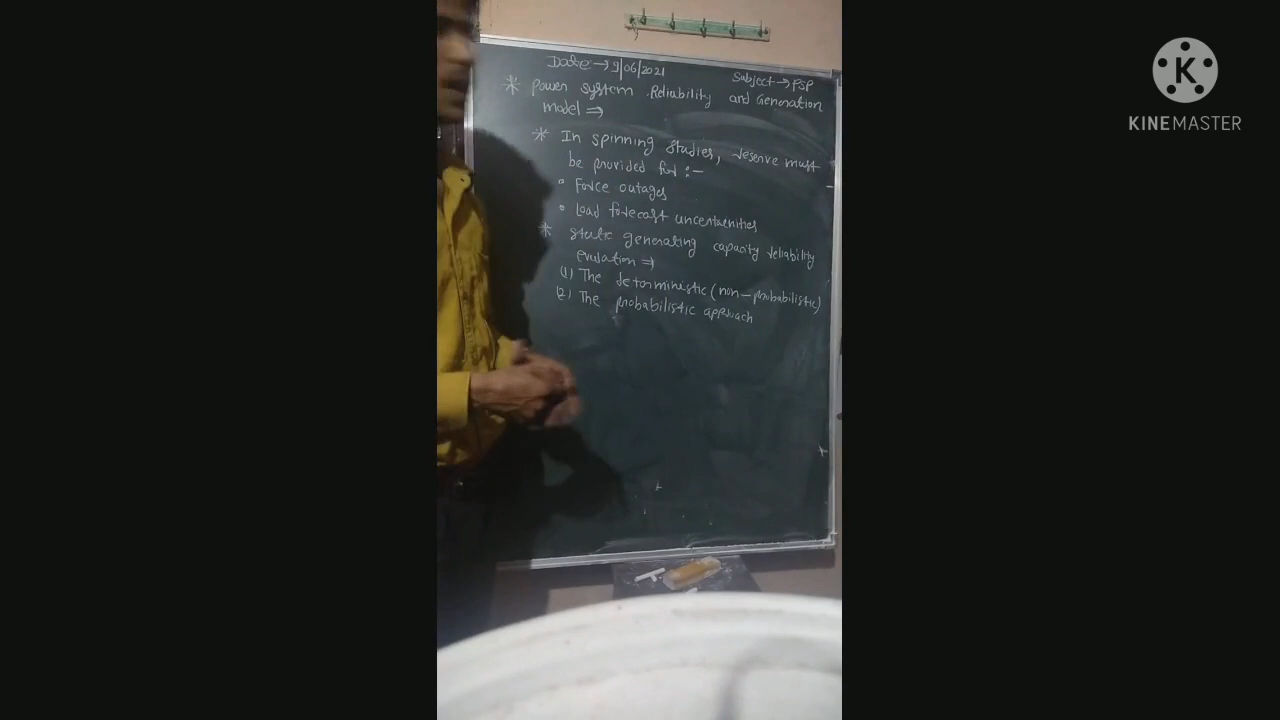 Date → 9/06/2021
Subject → PSP
* Power system Reliability and Generation
model ⇒
* In spinning studies, reserve must
be provided for :-
• Force outages
• Load forecast uncertainities
* Static generating capacity reliability
evulation ⇒
(1) The deterministic (non-probabilistic)
(2) The probabilistic approach
K
KINEMASTER